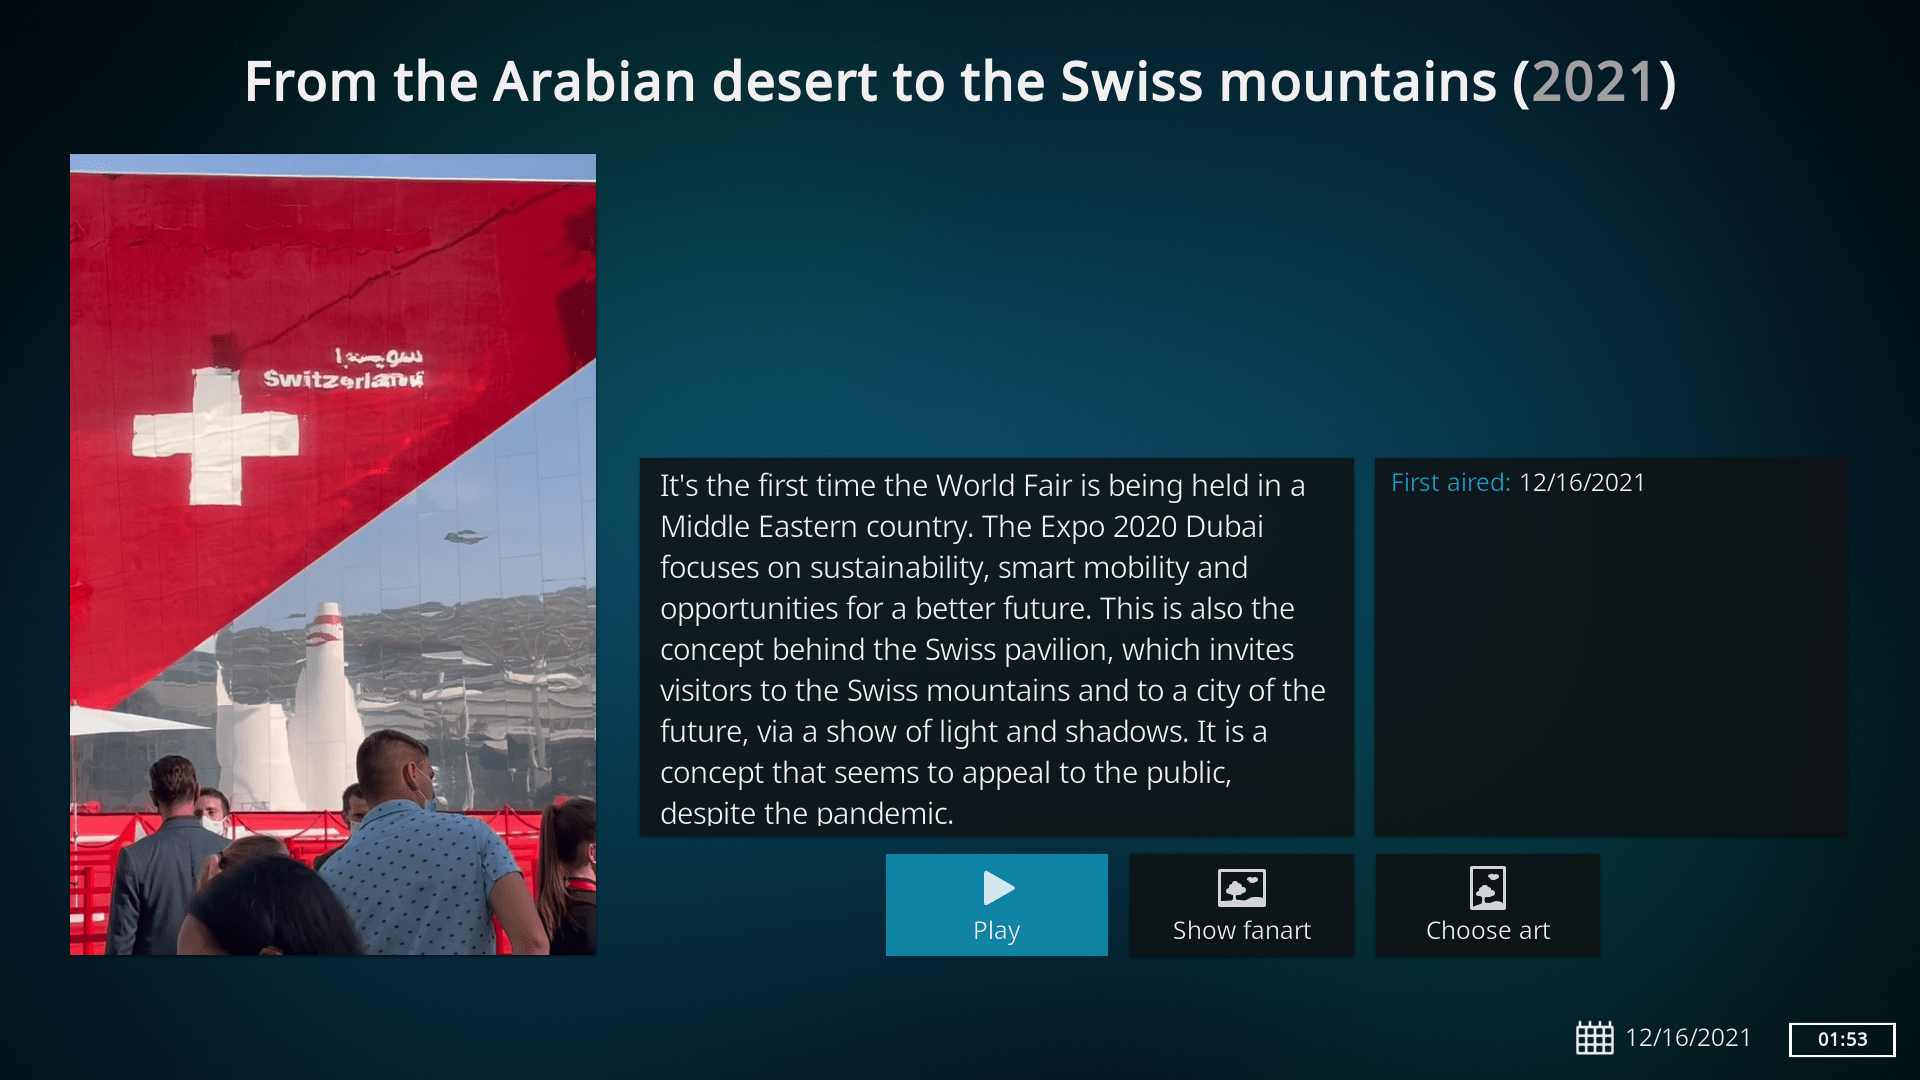 From the Arabian desert to the Swiss mountains (2021)
سويسرا
Switzerland
It's the first time the World Fair is being held in a
Middle Eastern country. The Expo 2020 Dubai
focuses on sustainability, smart mobility and
opportunities for a better future. This is also the
concept behind the Swiss pavilion, which invites
visitors to the Swiss mountains and to a city of the
future, via a show of light and shadows. It is a
concept that seems to appeal to the public,
despite the pandemic.
First aired: 12/16/2021
Play
Show fanart
Choose art
12/16/2021
01:53